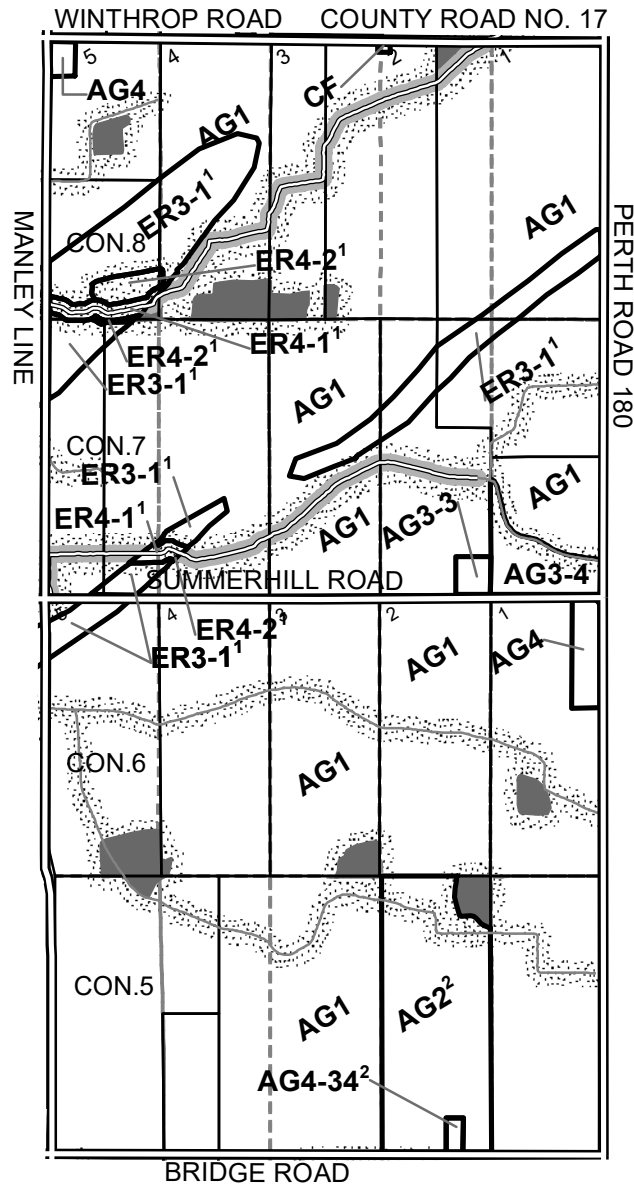 WINTHROP ROAD COUNTY ROAD NO. 17
5 4 3 2 1
AG4
CF
AG1
ER3-1¹
AG1
MANLEY LINE
PERTH ROAD 180
CON.8
ER4-2¹
ER4-1¹
ER4-2¹
ER3-1¹
ER3-1¹
AG1
CON.7
ER3-1¹
AG1
ER4-1¹
AG1
AG3-3
SUMMERHILL ROAD
AG3-4
5 4 3 2 1
ER4-2¹
ER3-1¹
AG1
AG4
CON.6
AG1
CON.5
AG1
AG2²
AG4-34²
BRIDGE ROAD